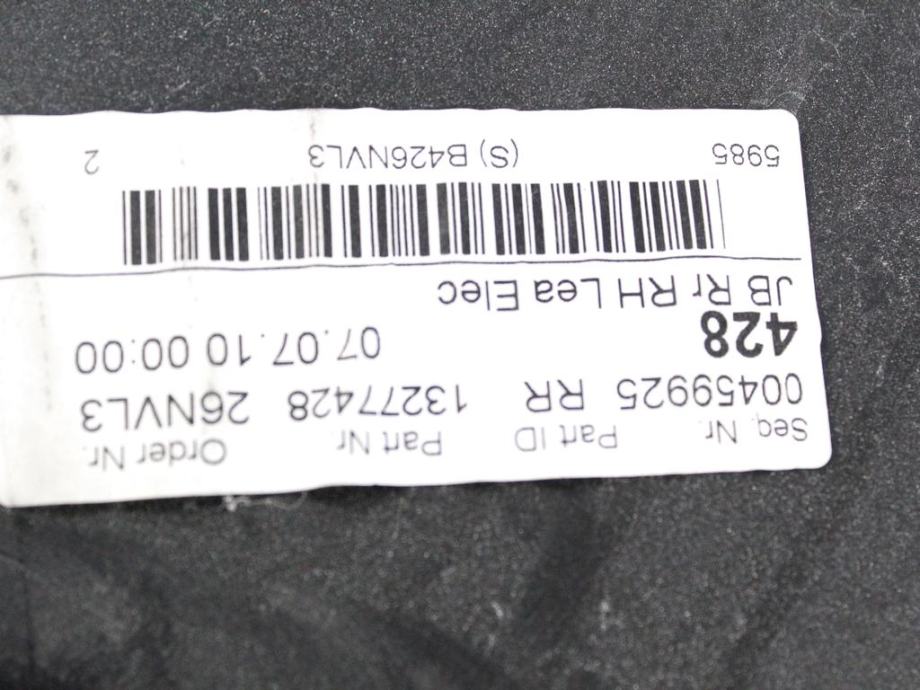 Seq. Nr. Part ID Part Nr. Order Nr.
00459925 RR 13277428 26NVL3
428 07.07.10 00:00
JB Rr RH Lea Elec
5985 (S) B426NVL3 2